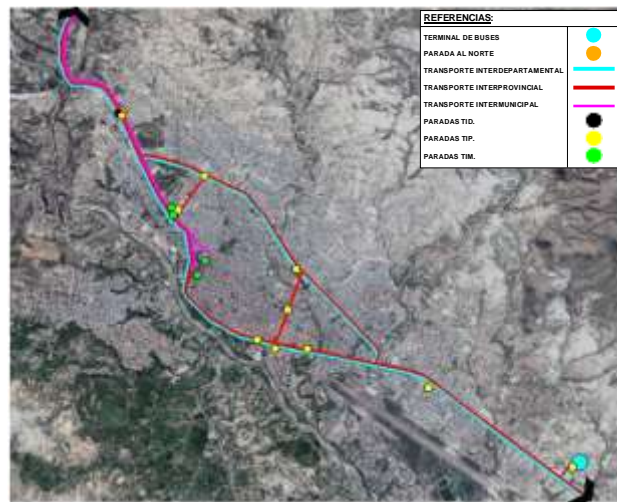 REFERENCIAS:
TERMINAL DE BUSES
PARADA AL NORTE
TRANSPORTE INTERDEPARTAMENTAL
TRANSPORTE INTERPROVINCIAL
TRANSPORTE INTERMUNICIPAL
PARADAS TID.
PARADAS TIP.
PARADAS TIM.